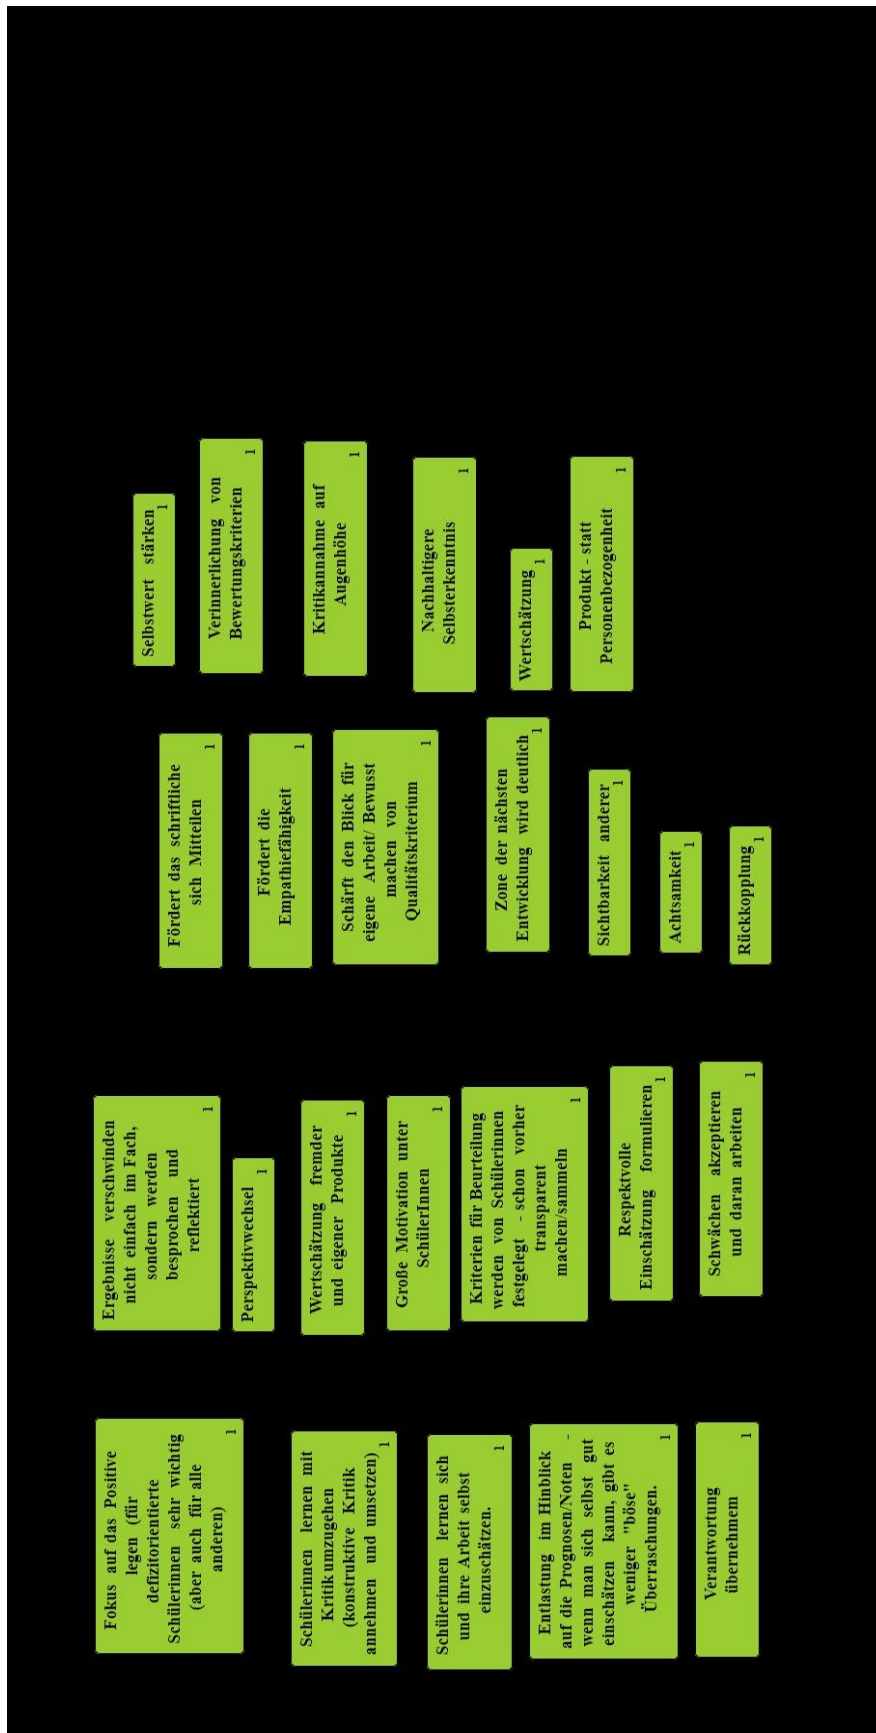 Fokus auf das Positive
legen (für
defizitorientierte
Schülerinnen sehr wichtig
(aber auch für alle
anderen)
1
Schülerinnen lernen mit
Kritik umzugehen
(konstruktive Kritik
annehmen und umsetzen)
1
Schülerinnen lernen sich
und ihre Arbeit selbst
einzuschätzen.
1
Entlastung im Hinblick
auf die Prognosen/Noten -
wenn man sich selbst gut
einschätzen kann, gibt es
weniger "böse"
Überraschungen.
1
Verantwortung
übernehmem
1
Ergebnisse verschwinden
nicht einfach im Fach,
sondern werden
besprochen und
reflektiert
1
Perspektivwechsel
1
Wertschätzung fremder
und eigener Produkte
1
Große Motivation unter
SchülerInnen
1
Kriterien für Beurteilung
werden von Schülerinnen
festgelegt - schon vorher
transparent
machen/sammeln
1
Respektvolle
Einschätzung formulieren
1
Schwächen akzeptieren
und daran arbeiten
1
Fördert das schriftliche
sich Mitteilen
1
Fördert die
Empathiefähigkeit
1
Schärft den Blick für
eigene Arbeit/ Bewusst
machen von
Qualitätskriterium
1
Zone der nächsten
Entwicklung wird deutlich
1
Sichtbarkeit anderer
1
Achtsamkeit
1
Rückkopplung
1
Selbstwert stärken
1
Verinnerlichung von
Bewertungskriterien
1
Kritikannahme auf
Augenhöhe
1
Nachhaltigere
Selbsterkenntnis
1
Wertschätzung
1
Produkt - statt
Personenbezogenheit
1